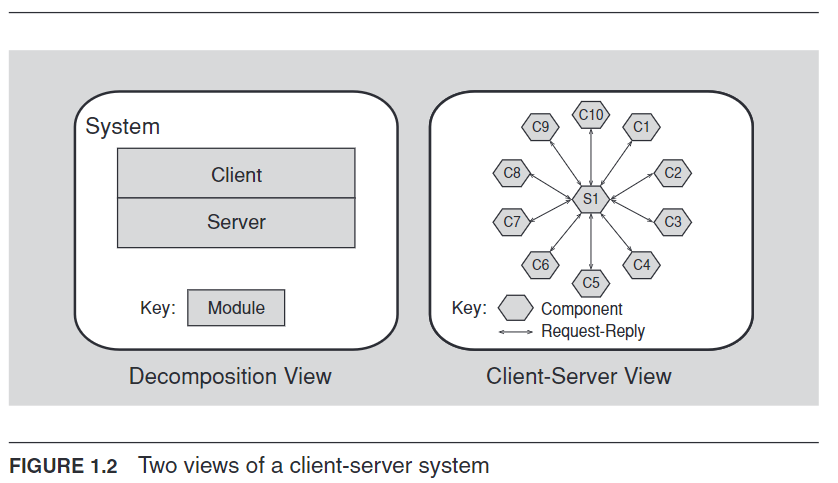 System
Client
Server
Key: Module
Decomposition View
C10
C9
C1
C8
C2
S1
C7
C3
C6
C4
C5
Key: Component
Request-Reply
Client-Server View
FIGURE 1.2 Two views of a client-server system